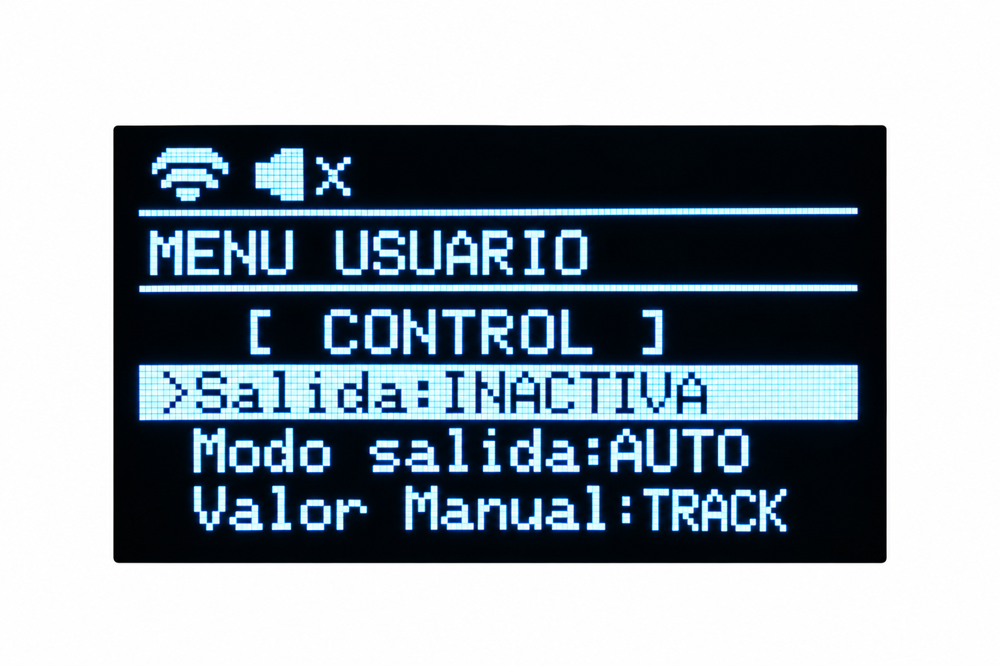 MENU USUARIO
[ CONTROL ]
>Salida:INACTIVA
Modo salida:AUTO
Valor Manual:TRACK